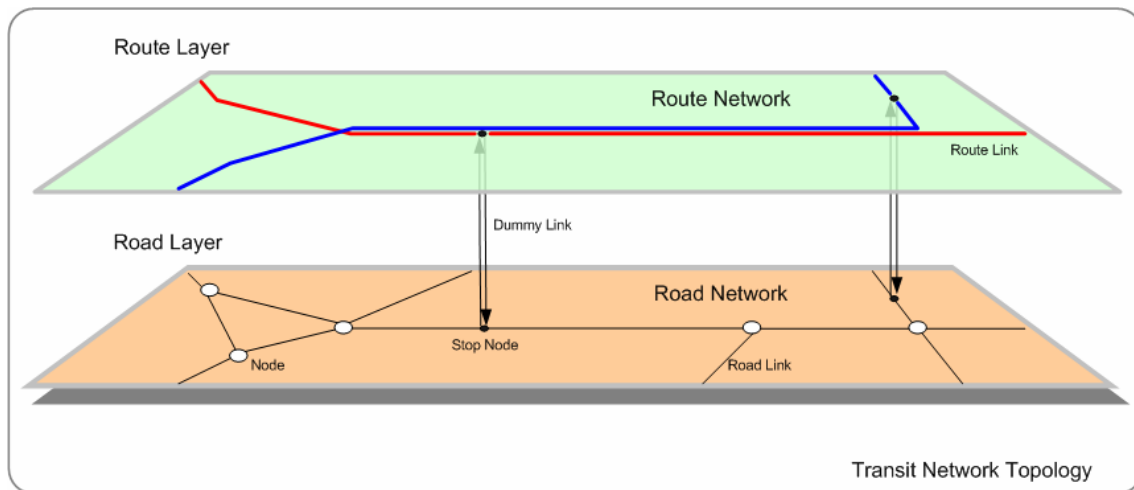 Route Layer
Route Network
Route Link
Dummy Link
Road Layer
Road Network
Stop Node
Node
Road Link
Transit Network Topology